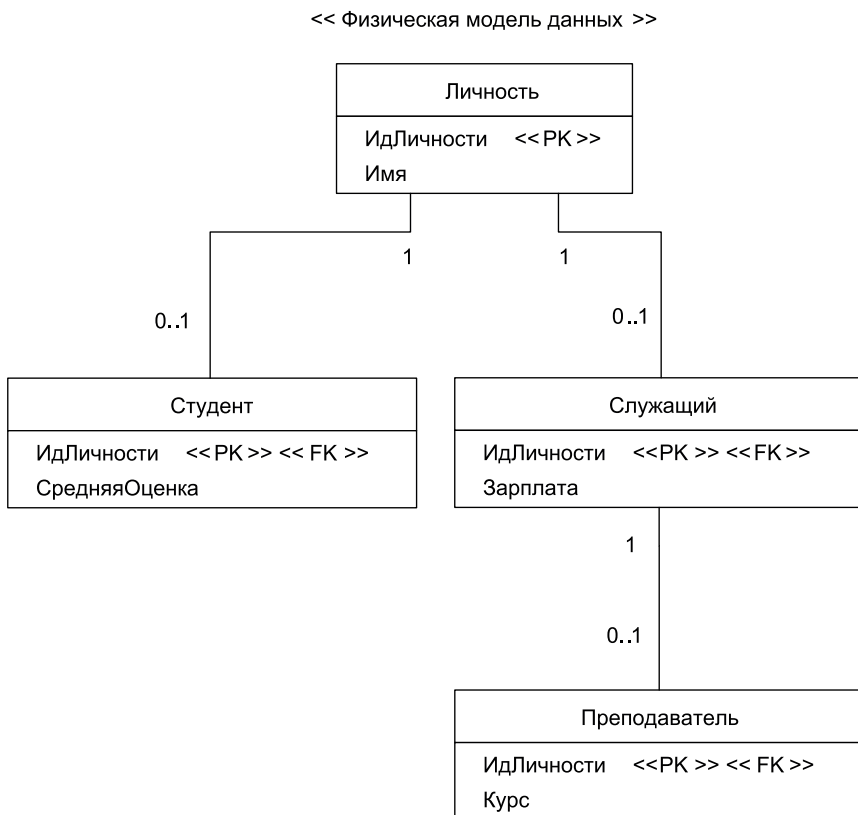 << Физическая модель данных >>
Личность
ИдЛичности <<PK>>
Имя
1 1
0..1 0..1
Студент
ИдЛичности <<PK>> << FK >>
СредняяОценка
Служащий
ИдЛичности <<PK >> <<FK>>
Зарплата
1
0..1
Преподаватель
ИдЛичности <<PK >> << FK >>
Курс